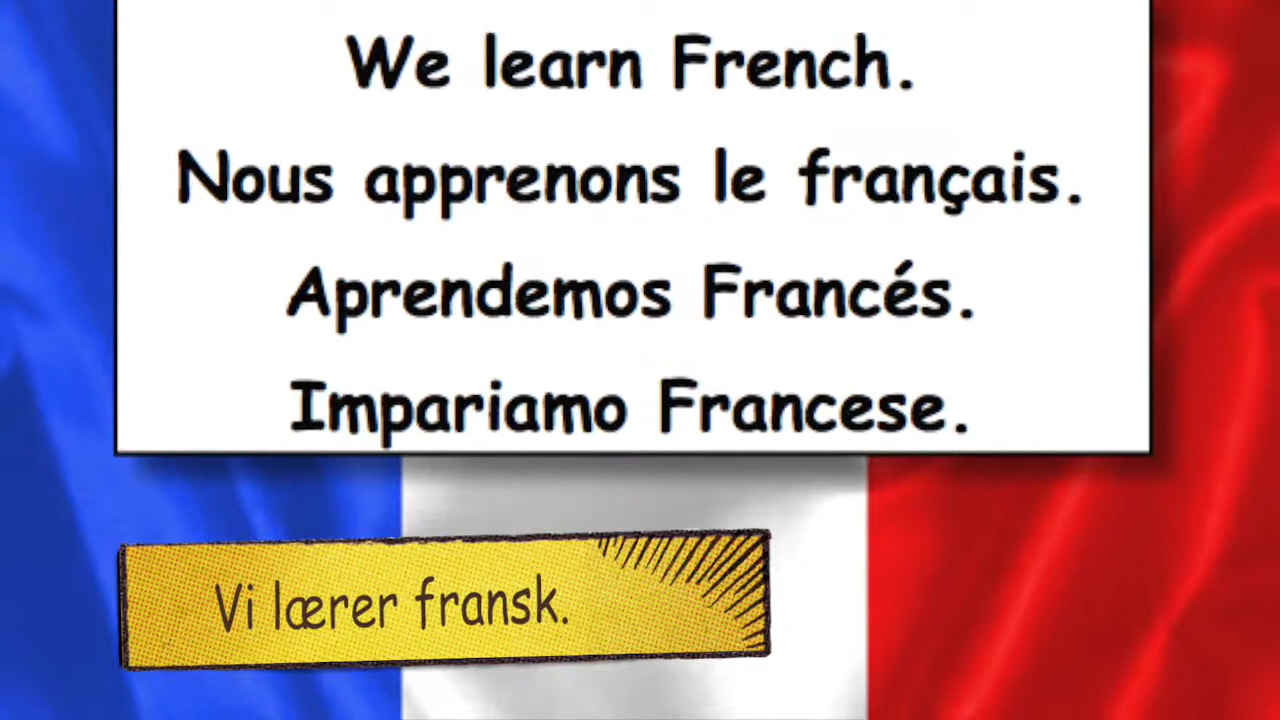 We learn French.
Nous apprenons le français.
Aprendemos Francés.
Impariamo Francese.
Vi lærer fransk.